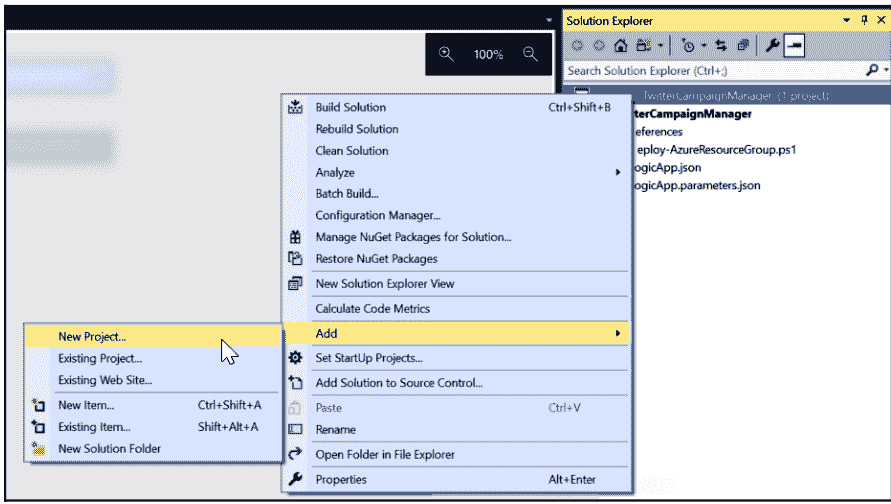 Solution Explorer
100%
Search Solution Explorer (Ctrl+;)
TwitterCampaignManager (1 project)
Build Solution Ctrl+Shift+B
terCampaignManager
Rebuild Solution
eferences
Clean Solution
eploy-AzureResourceGroup.ps1
Analyze
ogicApp.json
Batch Build...
ogicApp.parameters.json
Configuration Manager...
Manage NuGet Packages for Solution...
Restore NuGet Packages
New Solution Explorer View
Calculate Code Metrics
Add
New Project...
Set StartUp Projects...
Existing Project...
Existing Web Site...
Add Solution to Source Control...
New Item... Ctrl+Shift+A
Paste Ctrl+V
Existing Item... Shift+Alt+A
Rename
New Solution Folder
Open Folder in File Explorer
Properties Alt+Enter